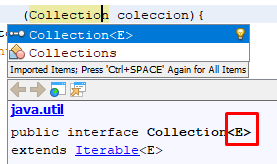 (Collection coleccion){
Collection<E>
Collections
Imported Items; Press 'Ctrl+SPACE' Again for All Items
java.util
public interface Collection<E>
extends Iterable<E>